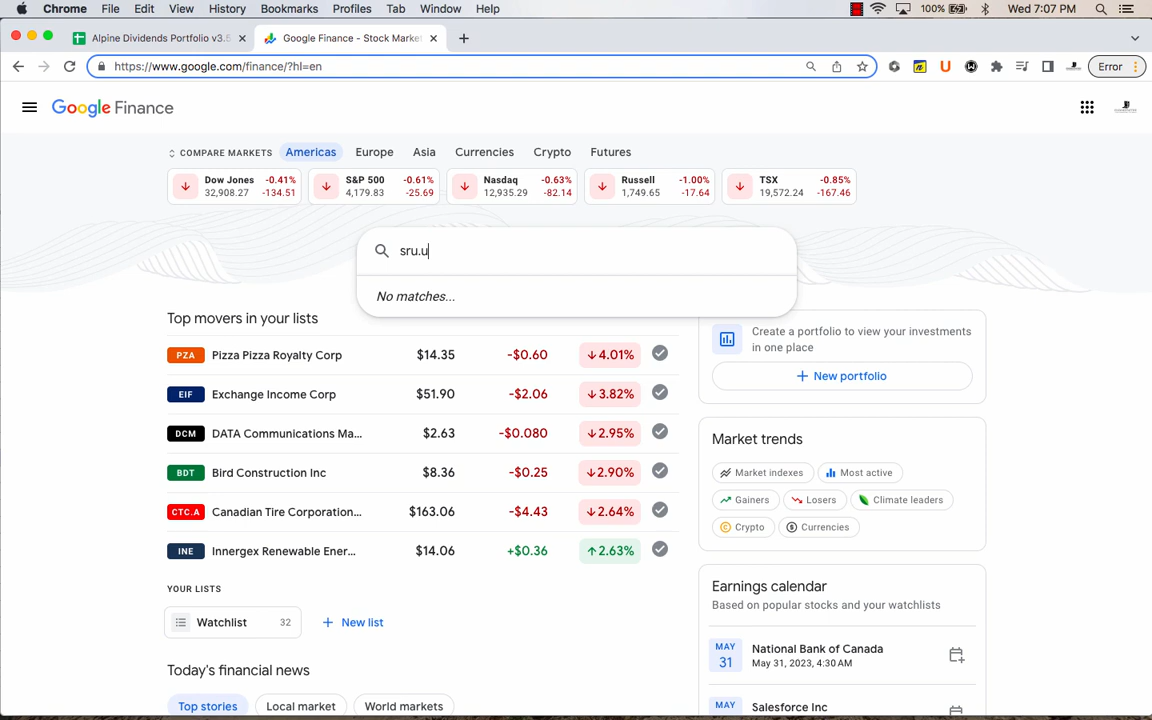 Chrome File Edit View History Bookmarks Profiles Tab Window Help 100% Wed 7:07 PM
Alpine Dividends Portfolio v3.5 Google Finance - Stock Market
https://www.google.com/finance/?hl=en Error
Google Finance
COMPARE MARKETS Americas Europe Asia Currencies Crypto Futures
Dow Jones -0.41% S&P 500 -0.61% Nasdaq -0.63% Russell -1.00% TSX -0.85%
32,908.27 -134.51 4,179.83 -25.69 12,935.29 -82.14 1,749.65 -17.64 19,572.24 -167.46
sru.u
No matches...
Top movers in your lists
PZA Pizza Pizza Royalty Corp $14.35 -$0.60 ↓4.01%
EIF Exchange Income Corp $51.90 -$2.06 ↓3.82%
DCM DATA Communications Ma... $2.63 -$0.080 ↓2.95%
BDT Bird Construction Inc $8.36 -$0.25 ↓2.90%
CTC.A Canadian Tire Corporation... $163.06 -$4.43 ↓2.64%
INE Innergex Renewable Ener... $14.06 +$0.36 ↑2.63%
YOUR LISTS
Watchlist 32 + New list
Today's financial news
Top stories Local market World markets
Create a portfolio to view your investments
in one place
+ New portfolio
Market trends
Market indexes Most active
Gainers Losers Climate leaders
Crypto Currencies
Earnings calendar
Based on popular stocks and your watchlists
MAY National Bank of Canada
31 May 31, 2023, 4:30 AM
MAY Salesforce Inc